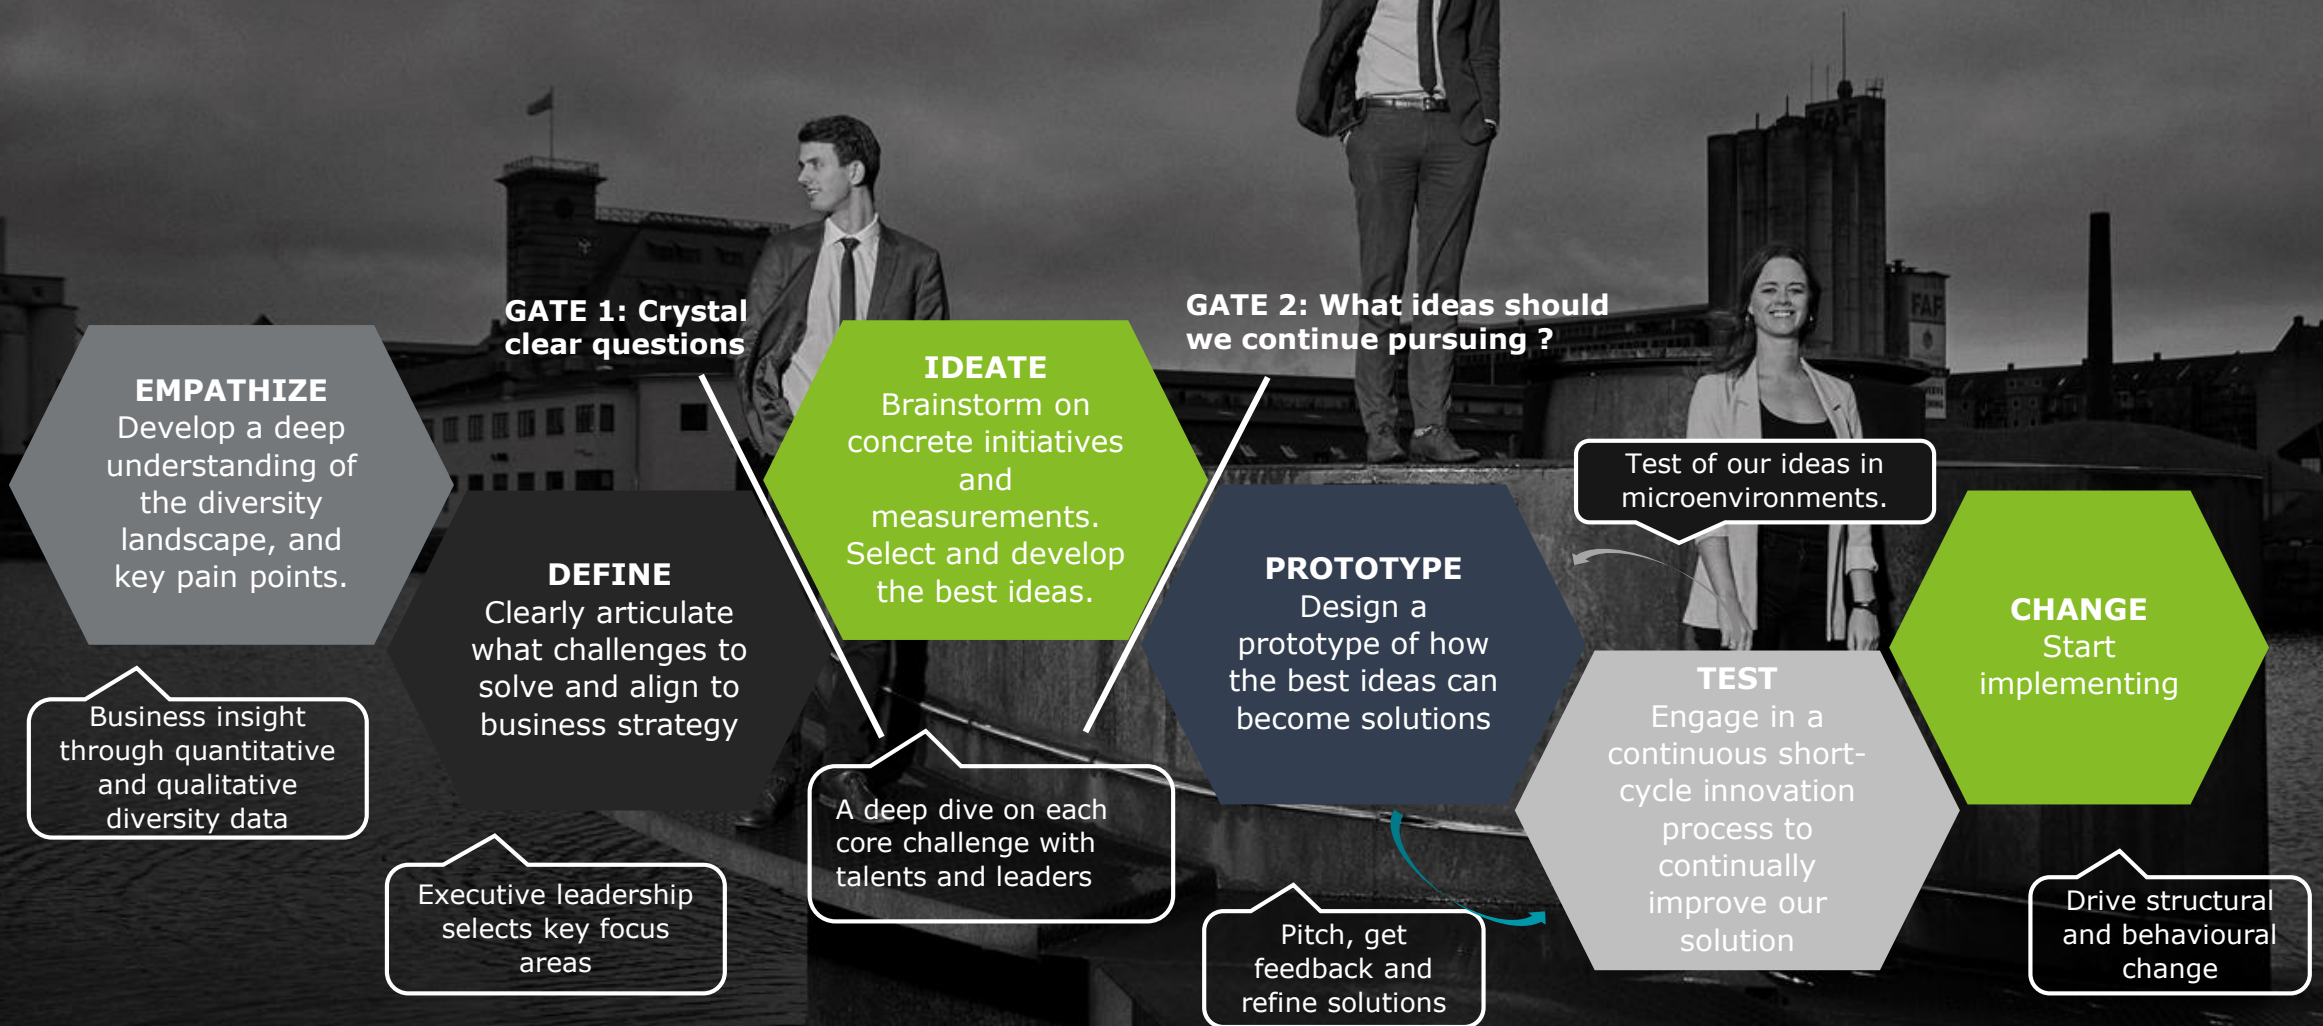 GATE 1: Crystal
clear questions
GATE 2: What ideas should
we continue pursuing ?
EMPATHIZE
Develop a deep
understanding of
the diversity
landscape, and
key pain points.
Business insight
through quantitative
and qualitative
diversity data
DEFINE
Clearly articulate
what challenges to
solve and align to
business strategy
Executive leadership
selects key focus
areas
IDEATE
Brainstorm on
concrete initiatives
and
measurements.
Select and develop
the best ideas.
A deep dive on each
core challenge with
talents and leaders
PROTOTYPE
Design a
prototype of how
the best ideas can
become solutions
Pitch, get
feedback and
refine solutions
Test of our ideas in
microenvironments.
TEST
Engage in a
continuous short-
cycle innovation
process to
continually
improve our
solution
CHANGE
Start
implementing
Drive structural
and behavioural
change
FAF
FAF